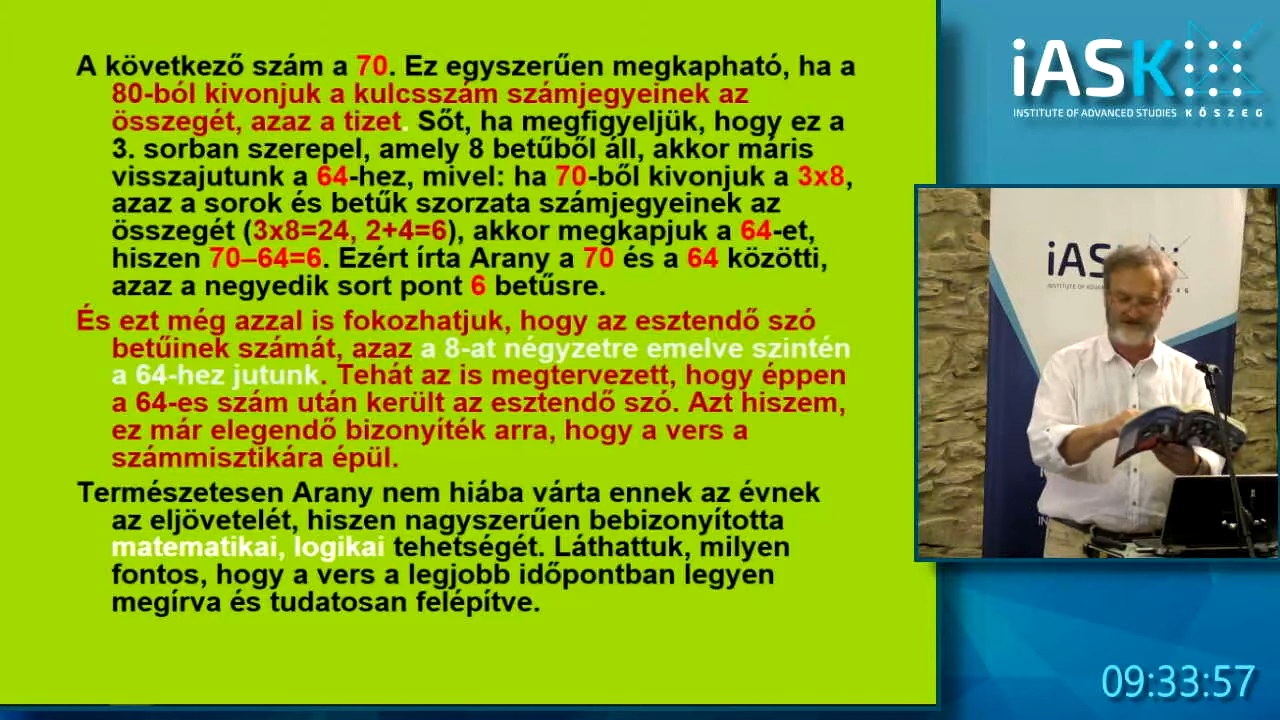 A következő szám a 70. Ez egyszerűen megkapható, ha a
80-ból kivonjuk a kulcsszám számjegyeinek az
összegét, azaz a tizet. Sőt, ha megfigyeljük, hogy ez a
3. sorban szerepel, amely 8 betűből áll, akkor máris
visszajutunk a 64-hez, mivel: ha 70-ből kivonjuk a 3x8,
azaz a sorok és betűk szorzata számjegyeinek az
összegét (3x8=24, 2+4=6), akkor megkapjuk a 64-et,
hiszen 70–64=6. Ezért írta Arany a 70 és a 64 közötti,
azaz a negyedik sort pont 6 betűsre.
És ezt még azzal is fokozhatjuk, hogy az esztendő szó
betűinek számát, azaz a 8-at négyzetre emelve szintén
a 64-hez jutunk. Tehát az is megtervezett, hogy éppen
a 64-es szám után került az esztendő szó. Azt hiszem,
ez már elegendő bizonyíték arra, hogy a vers a
számmisztikára épül.
Természetesen Arany nem hiába várta ennek az évnek
az eljövetelét, hiszen nagyszerűen bebizonyította
matematikai, logikai tehetségét. Láthattuk, milyen
fontos, hogy a vers a legjobb időpontban legyen
megírva és tudatosan felépítve.
iASK
INSTITUTE OF ADVANCED STUDIES KŐSZEG
iAS
09:33:57